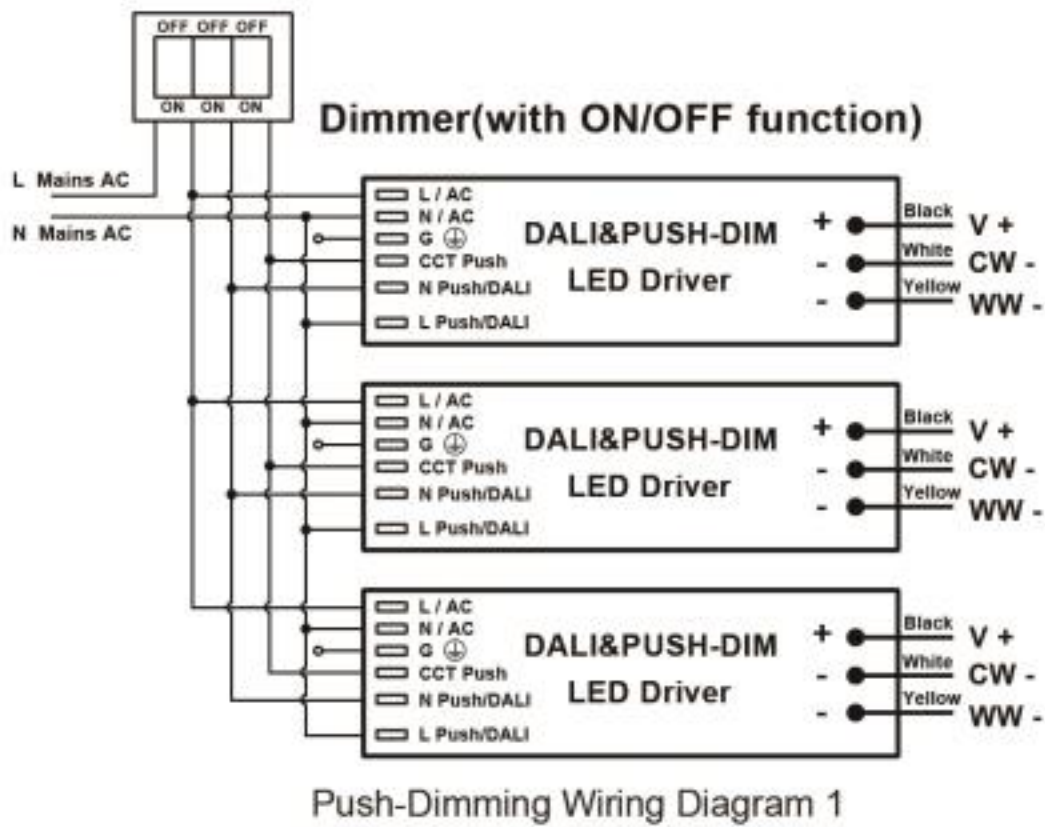 OFF OFF OFF
ON ON ON
Dimmer(with ON/OFF function)
L Mains AC
N Mains AC
L / AC
N / AC
G
CCT Push
N Push/DALI
L Push/DALI
DALI&PUSH-DIM
LED Driver
+ Black V +
- White CW -
- Yellow WW -
L / AC
N / AC
G
CCT Push
N Push/DALI
L Push/DALI
DALI&PUSH-DIM
LED Driver
+ Black V +
- White CW -
- Yellow WW -
L / AC
N / AC
G
CCT Push
N Push/DALI
L Push/DALI
DALI&PUSH-DIM
LED Driver
+ Black V +
- White CW -
- Yellow WW -
Push-Dimming Wiring Diagram 1